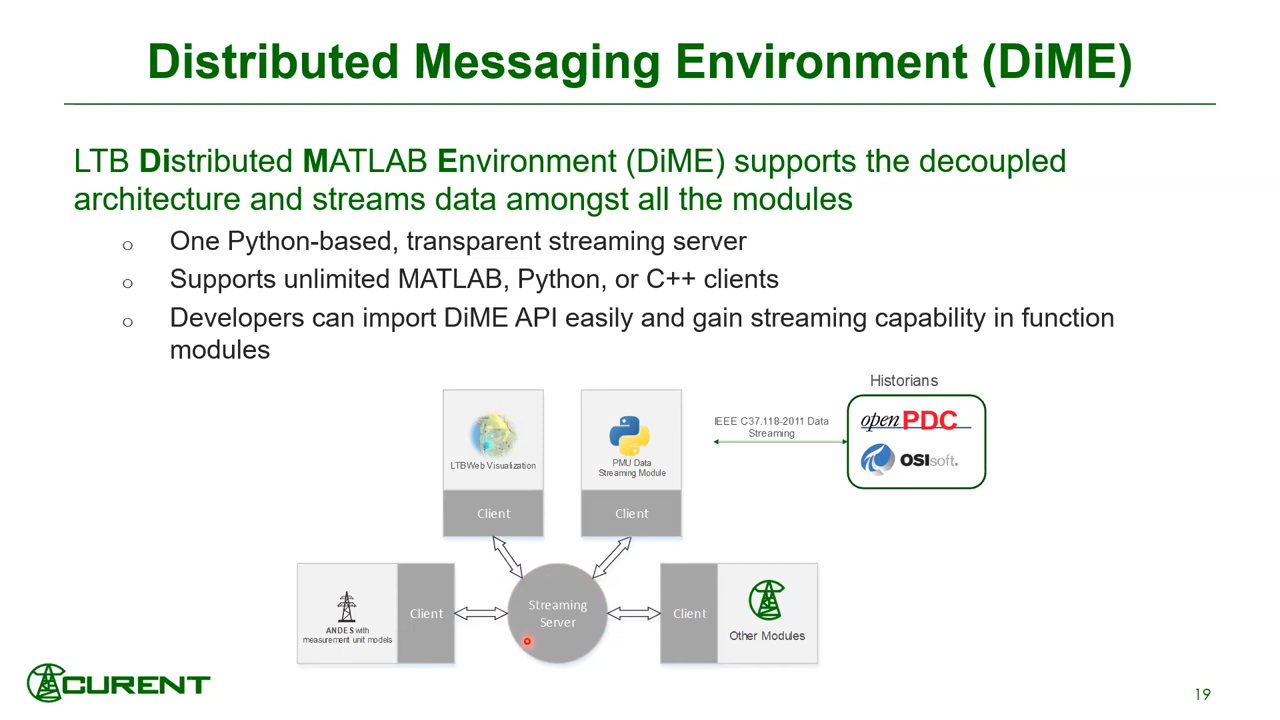 Distributed Messaging Environment (DiME)
LTB Distributed MATLAB Environment (DiME) supports the decoupled
architecture and streams data amongst all the modules
o One Python-based, transparent streaming server
o Supports unlimited MATLAB, Python, or C++ clients
o Developers can import DiME API easily and gain streaming capability in function
modules
Historians
openPDC
OSIsoft.
IEEE C37.118-2011 Data
Streaming
LTBWeb Visualization
Client
PMU Data
Streaming Module
Client
ANDES with
measurement unit models
Client
Streaming
Server
Client
Other Modules
CURENT
19